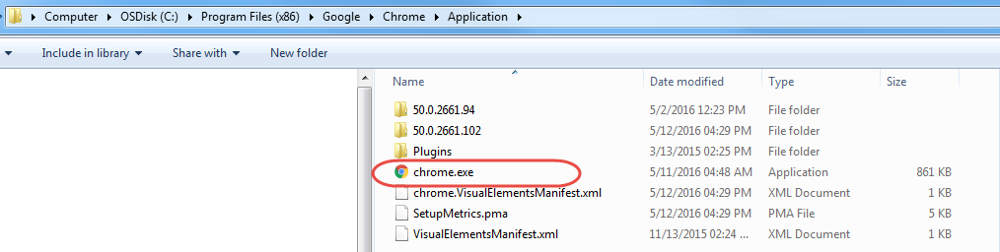 Computer ▸ OSDisk (C:) ▸ Program Files (x86) ▸ Google ▸ Chrome ▸ Application ▸
Include in library Share with New folder
Name Date modified Type Size
50.0.2661.94 5/2/2016 12:23 PM File folder
50.0.2661.102 5/12/2016 04:29 PM File folder
Plugins 3/13/2015 02:25 PM File folder
chrome.exe 5/11/2016 04:48 AM Application 861 KB
chrome.VisualElementsManifest.xml 5/12/2016 04:29 PM XML Document 1 KB
SetupMetrics.pma 5/12/2016 04:29 PM PMA File 5 KB
VisualElementsManifest.xml 11/13/2015 02:24 ... XML Document 1 KB